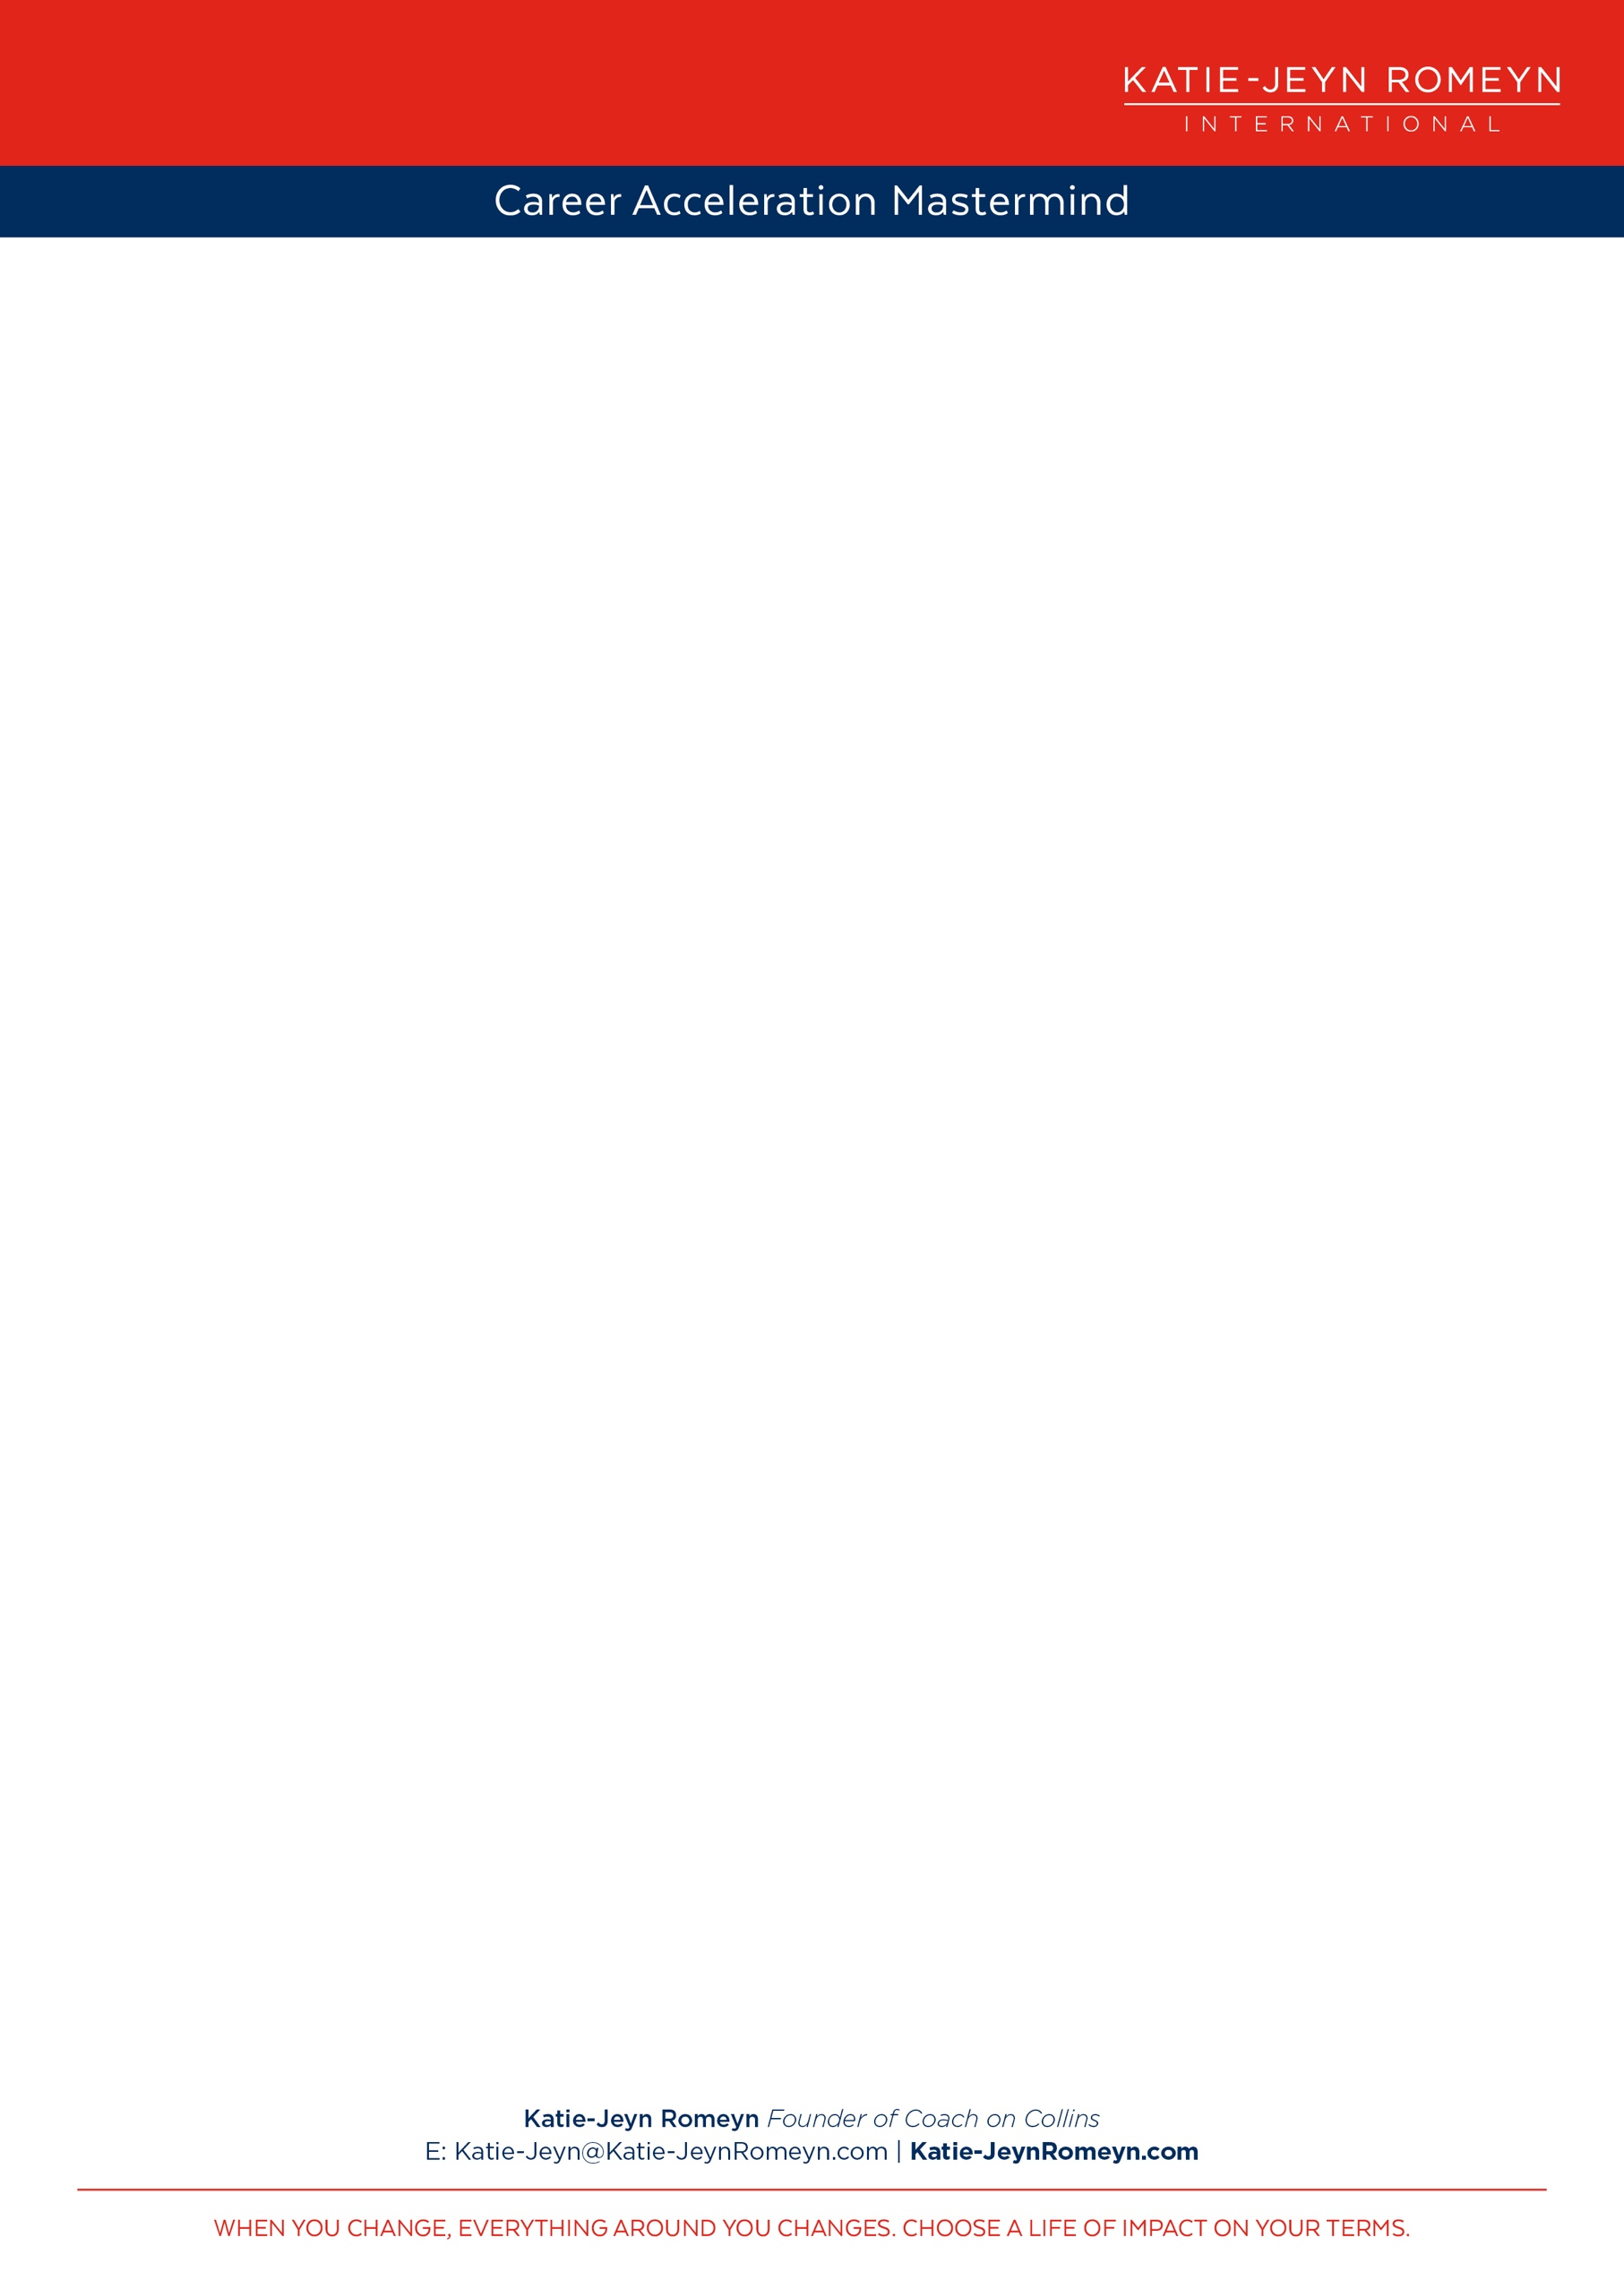 KATIE-JEYN ROMEYN
INTERNATIONAL
Career Acceleration Mastermind
Katie-Jeyn Romeyn Founder of Coach on Collins
E: Katie-Jeyn@Katie-JeynRomeyn.com | Katie-JeynRomeyn.com
WHEN YOU CHANGE, EVERYTHING AROUND YOU CHANGES. CHOOSE A LIFE OF IMPACT ON YOUR TERMS.